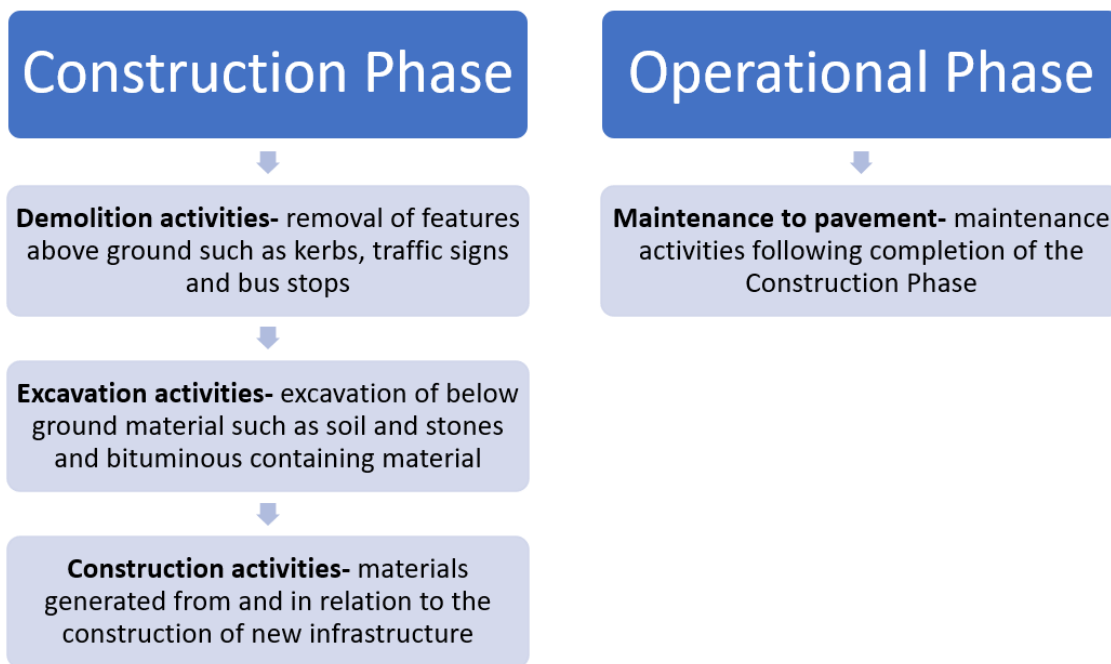 Construction Phase
Demolition activities- removal of features
above ground such as kerbs, traffic signs
and bus stops
Excavation activities- excavation of below
ground material such as soil and stones
and bituminous containing material
Construction activities- materials
generated from and in relation to the
construction of new infrastructure
Operational Phase
Maintenance to pavement- maintenance
activities following completion of the
Construction Phase